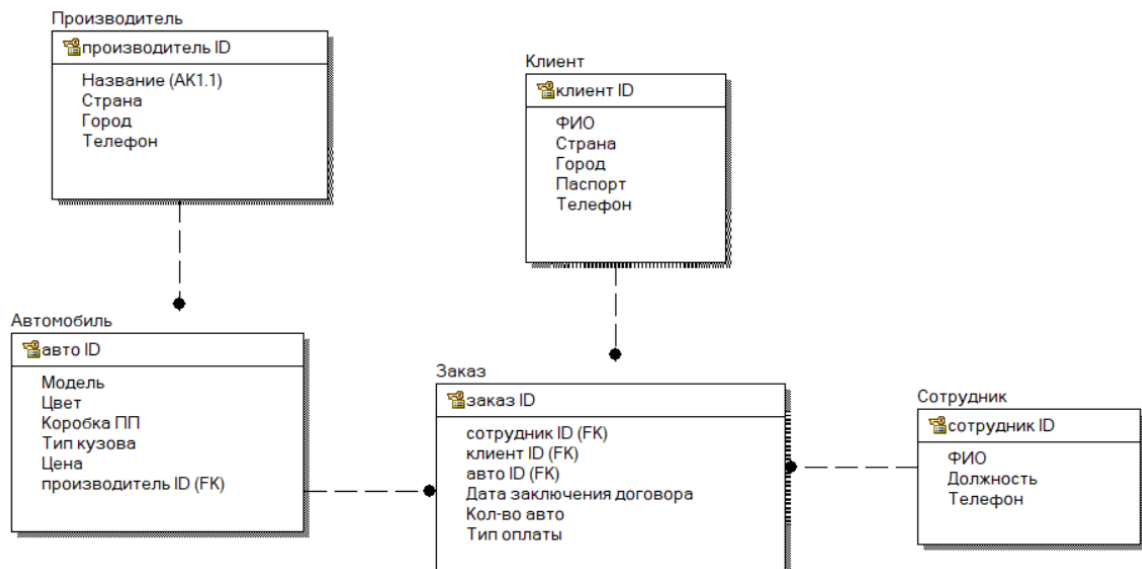 Производитель
производитель ID
Название (АК1.1)
Страна
Город
Телефон
Клиент
клиент ID
ФИО
Страна
Город
Паспорт
Телефон
Автомобиль
авто ID
Модель
Цвет
Коробка ПП
Тип кузова
Цена
производитель ID (FK)
Заказ
заказ ID
сотрудник ID (FK)
клиент ID (FK)
авто ID (FK)
Дата заключения договора
Кол-во авто
Тип оплаты
Сотрудник
сотрудник ID
ФИО
Должность
Телефон